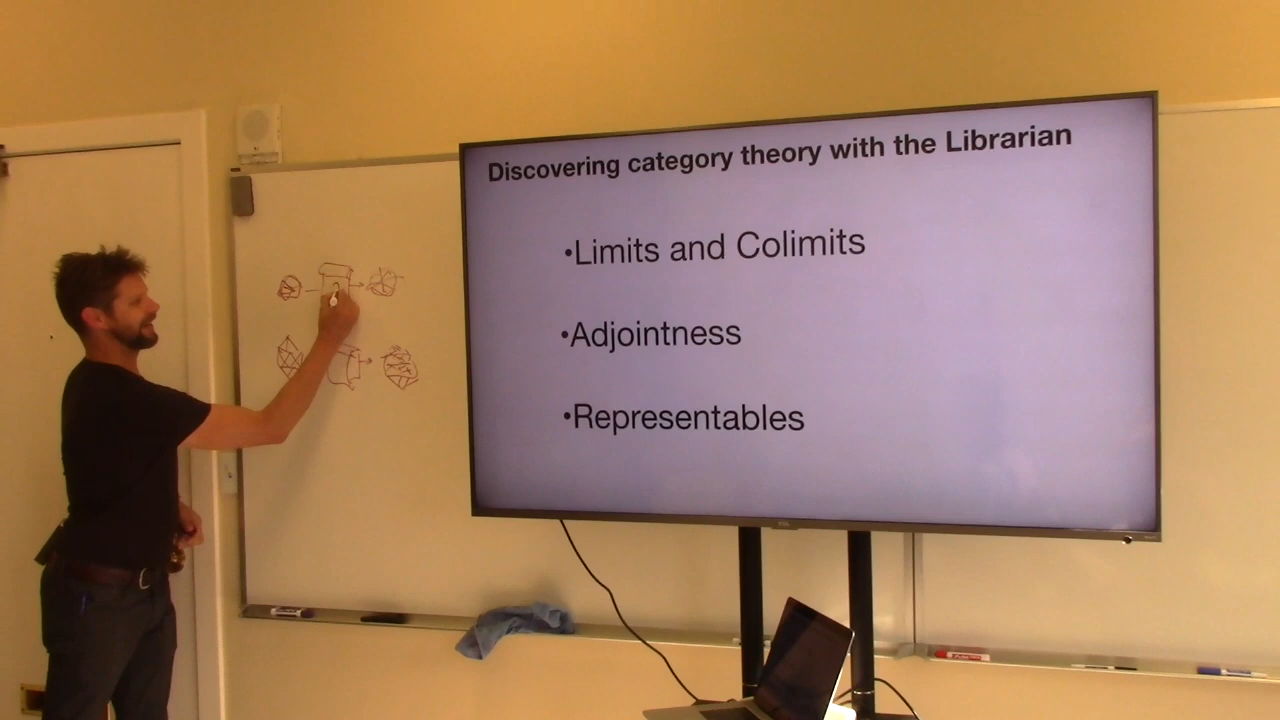 Discovering category theory with the Librarian
•Limits and Colimits
•Adjointness
•Representables